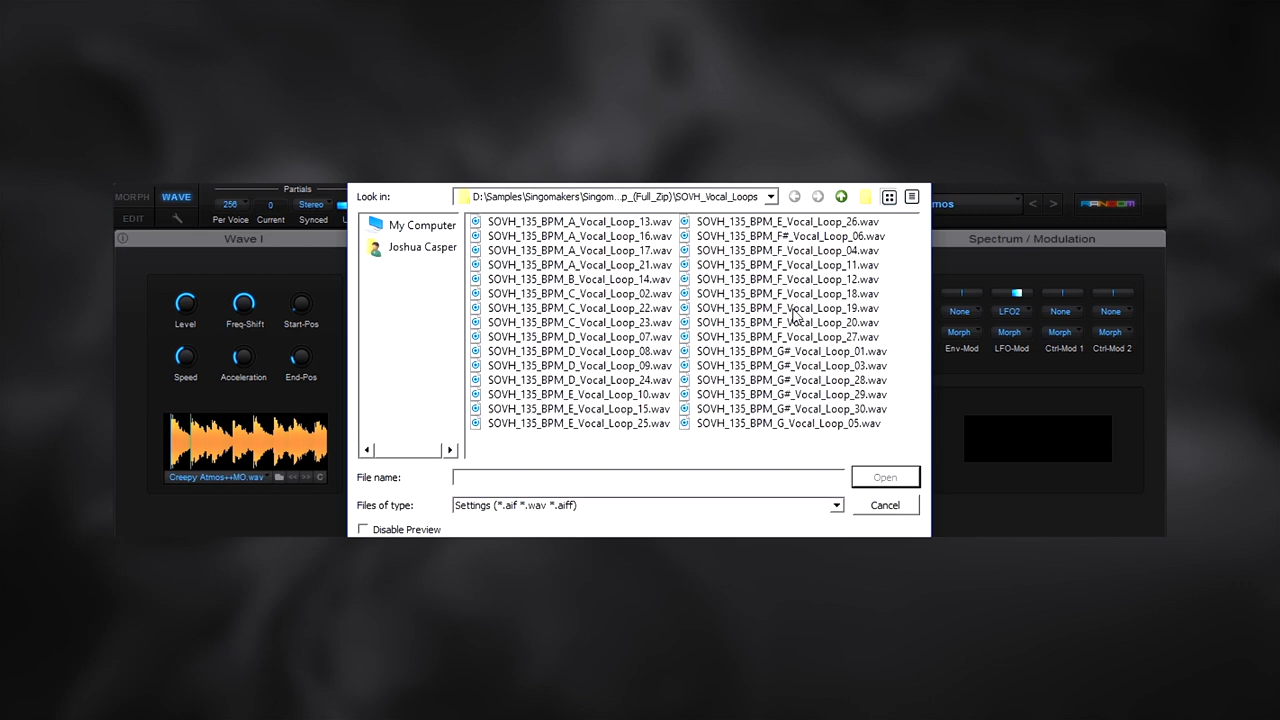 MORPH WAVE
EDIT
Partials
256 0 Stereo
Per Voice Current Synced
Look in: D:\Samples\Singomakers\Singom...p_(Full_Zip)\SOVH_Vocal_Loops
mos < > RANDOM
Wave I
Spectrum / Modulation
My Computer
Joshua Casper
SOVH_135_BPM_A_Vocal_Loop_13.wav
SOVH_135_BPM_A_Vocal_Loop_16.wav
SOVH_135_BPM_A_Vocal_Loop_17.wav
SOVH_135_BPM_A_Vocal_Loop_21.wav
SOVH_135_BPM_B_Vocal_Loop_14.wav
SOVH_135_BPM_C_Vocal_Loop_02.wav
SOVH_135_BPM_C_Vocal_Loop_22.wav
SOVH_135_BPM_C_Vocal_Loop_23.wav
SOVH_135_BPM_D_Vocal_Loop_07.wav
SOVH_135_BPM_D_Vocal_Loop_08.wav
SOVH_135_BPM_D_Vocal_Loop_09.wav
SOVH_135_BPM_D_Vocal_Loop_24.wav
SOVH_135_BPM_E_Vocal_Loop_10.wav
SOVH_135_BPM_E_Vocal_Loop_15.wav
SOVH_135_BPM_E_Vocal_Loop_25.wav
SOVH_135_BPM_E_Vocal_Loop_26.wav
SOVH_135_BPM_F#_Vocal_Loop_06.wav
SOVH_135_BPM_F_Vocal_Loop_04.wav
SOVH_135_BPM_F_Vocal_Loop_11.wav
SOVH_135_BPM_F_Vocal_Loop_12.wav
SOVH_135_BPM_F_Vocal_Loop_18.wav
SOVH_135_BPM_F_Vocal_Loop_19.wav
SOVH_135_BPM_F_Vocal_Loop_20.wav
SOVH_135_BPM_F_Vocal_Loop_27.wav
SOVH_135_BPM_G#_Vocal_Loop_01.wav
SOVH_135_BPM_G#_Vocal_Loop_03.wav
SOVH_135_BPM_G#_Vocal_Loop_28.wav
SOVH_135_BPM_G#_Vocal_Loop_29.wav
SOVH_135_BPM_G#_Vocal_Loop_30.wav
SOVH_135_BPM_G_Vocal_Loop_05.wav
Level Freq-Shift Start-Pos
Speed Acceleration End-Pos
None LFO2 None None
Morph Morph Morph Morph
Env-Mod LFO-Mod Ctrl-Mod 1 Ctrl-Mod 2
Creepy Atmos++MO.wav << >> C
File name: Open
Files of type: Settings (*.aif *.wav *.aiff) Cancel
Disable Preview